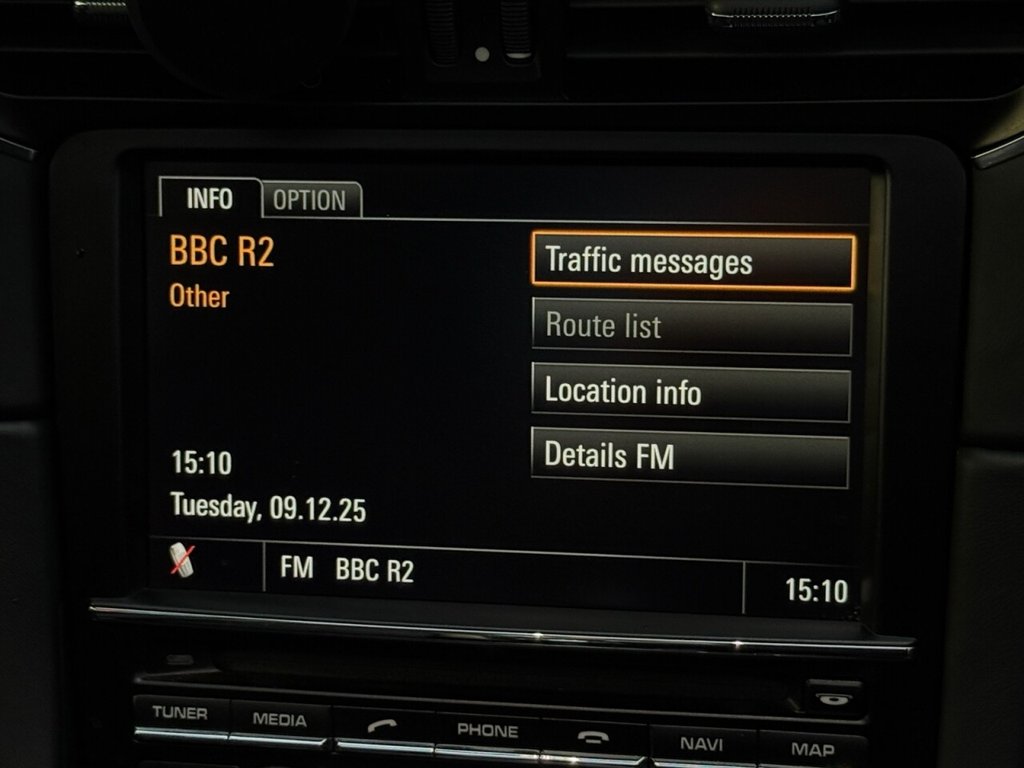 INFO OPTION
BBC R2
Other
Traffic messages
Route list
Location info
Details FM
15:10
Tuesday, 09.12.25
FM BBC R2 15:10
TUNER MEDIA PHONE NAVI MAP